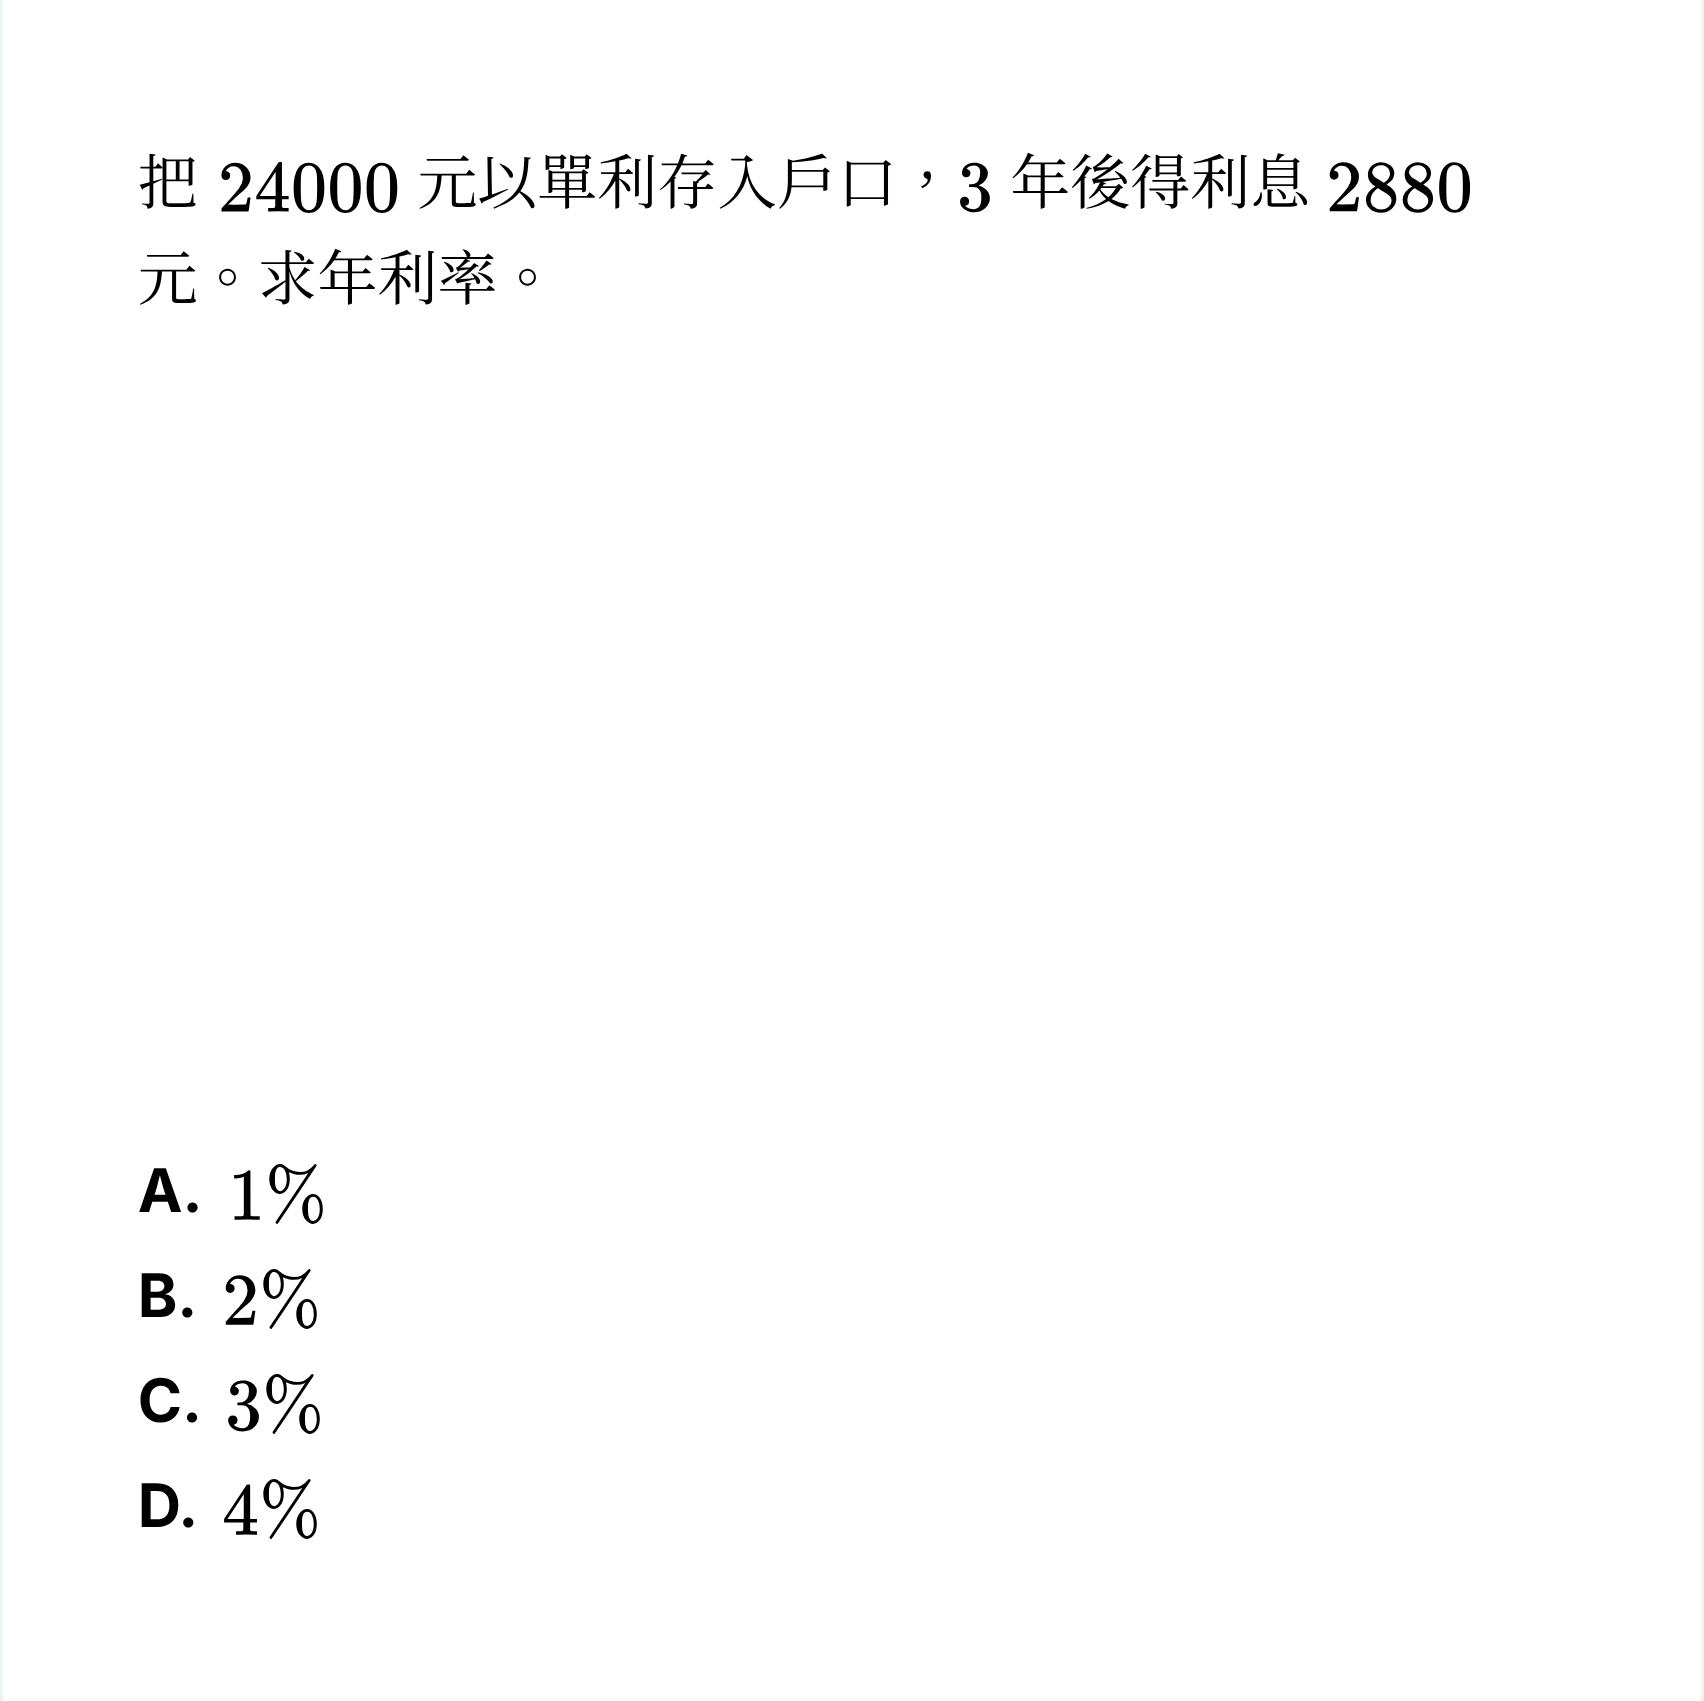 把 24000 元以單利存入戶口，3 年後得利息 2880
元。求年利率。
A. 1%
B. 2%
C. 3%
D. 4%